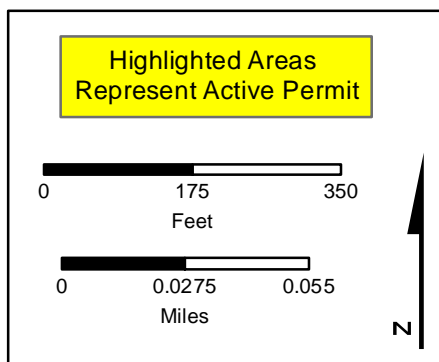 Highlighted Areas
Represent Active Permit
0 175 350
Feet
0 0.0275 0.055
Miles
N